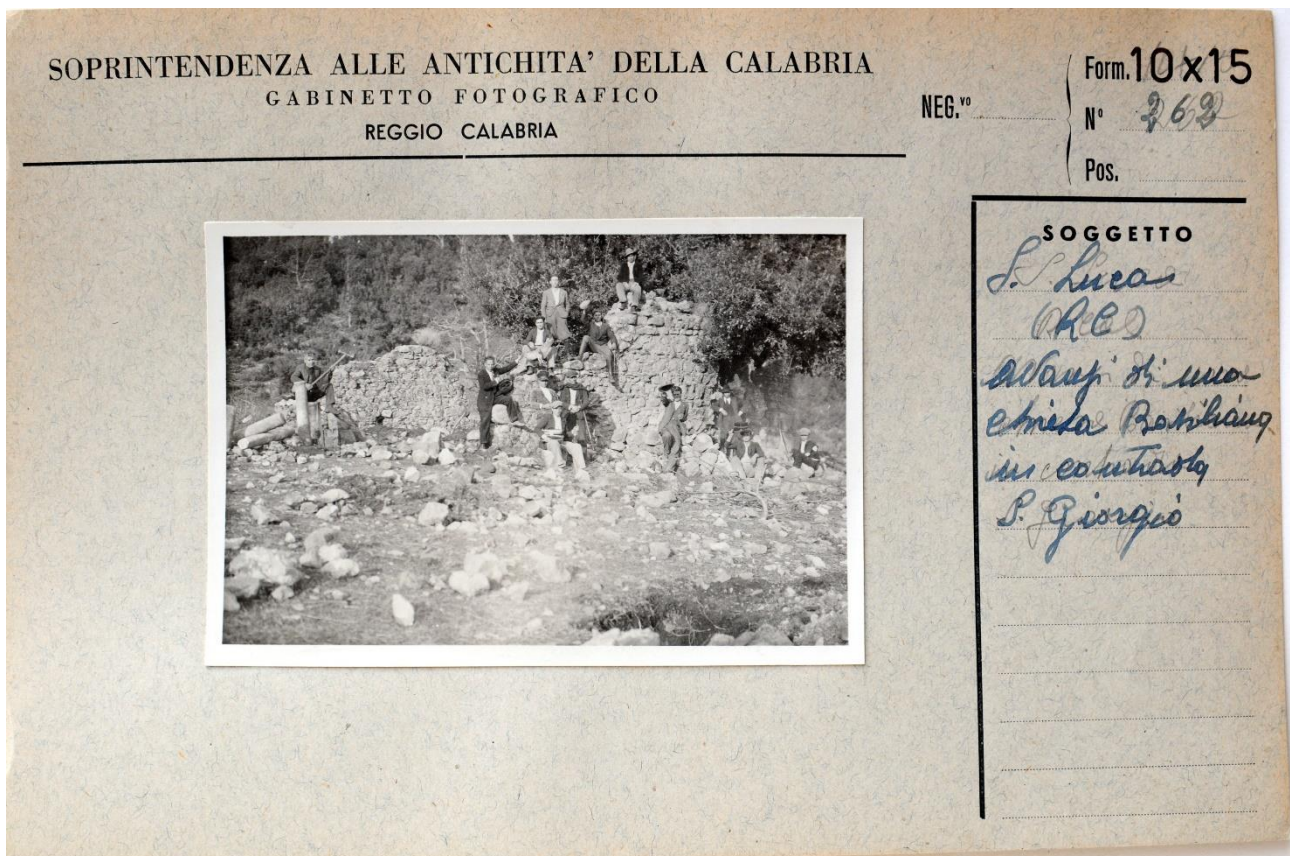 SOPRINTENDENZA ALLE ANTICHITA' DELLA CALABRIA
GABINETTO FOTOGRAFICO
REGGIO CALABRIA
NEG.vo
Form. 10x15
N° 262
Pos.
SOGGETTO
S. Luca
(RC)
avanzi di una
chiesa Basiliana
in contrada
S. Giorgio